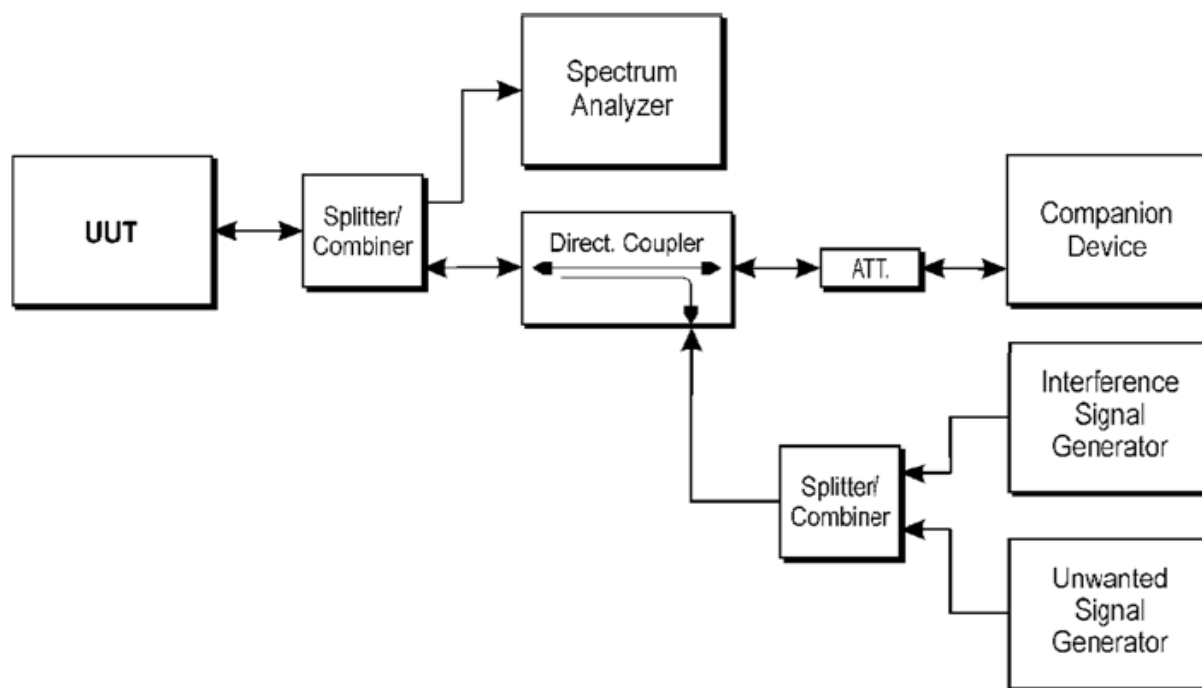 Spectrum
Analyzer
UUT
Splitter/
Combiner
Direct. Coupler
ATT.
Companion
Device
Interference
Signal
Generator
Splitter/
Combiner
Unwanted
Signal
Generator